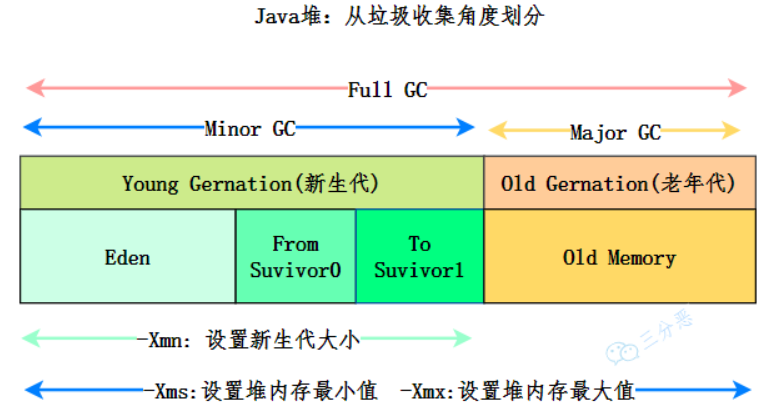 Java堆：从垃圾收集角度划分
Full GC
Minor GC
Major GC
Young Gernation(新生代)
Old Gernation(老年代)
Eden
From
Suvivor0
To
Suvivor1
Old Memory
-Xmn: 设置新生代大小
三分恶
-Xms:设置堆内存最小值 -Xmx:设置堆内存最大值